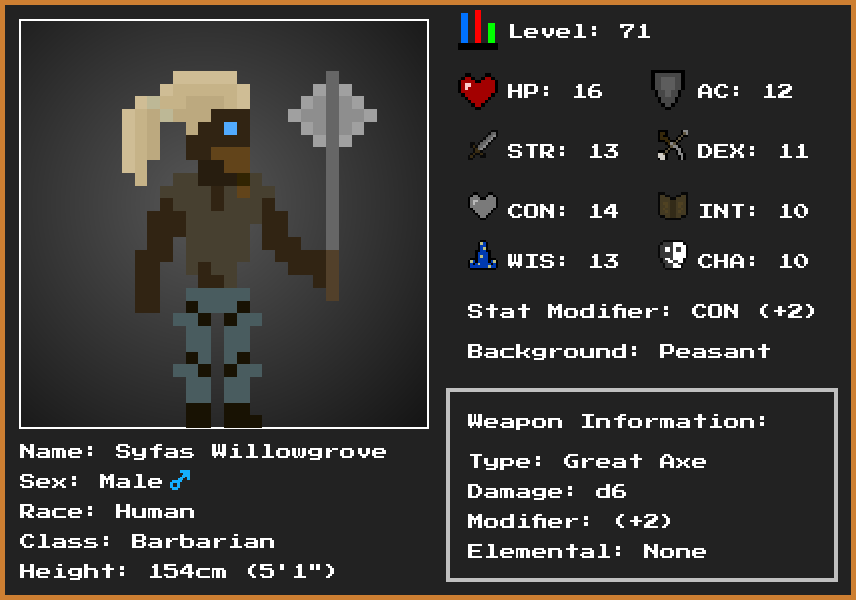 Level: 71
HP: 16
AC: 12
STR: 13
DEX: 11
CON: 14
INT: 10
WIS: 13
CHA: 10
Stat Modifier: CON (+2)
Background: Peasant
Weapon Information:
Type: Great Axe
Damage: d6
Modifier: (+2)
Elemental: None
Name: Syfas Willowgrove
Sex: Male ♂
Race: Human
Class: Barbarian
Height: 154cm (5'1")